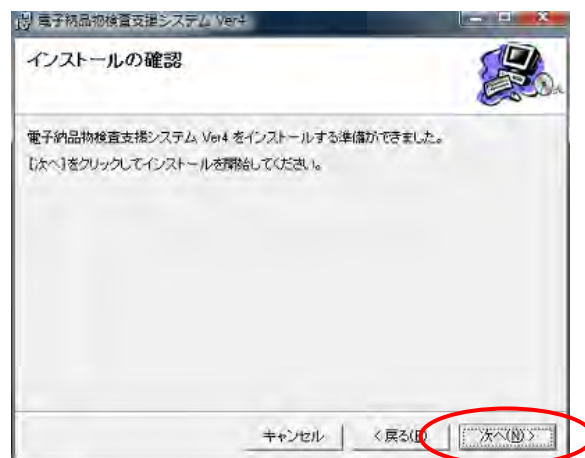 電子納品物検査支援システム Ver4
インストールの確認
電子納品物検査支援システム Ver4 をインストールする準備ができました。
[次へ]をクリックしてインストールを開始してください。
キャンセル
< 戻る(B)
次へ(N) >